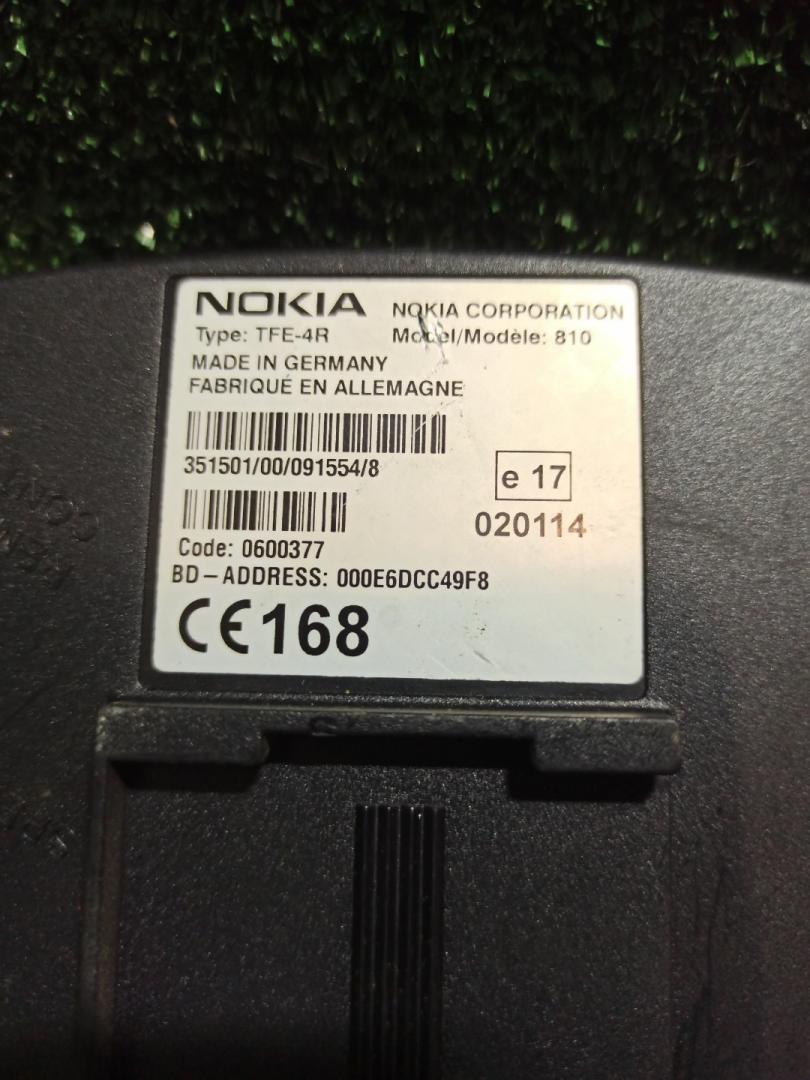 NOKIA NOKIA CORPORATION
Type: TFE-4R Model/Modèle: 810
MADE IN GERMANY
FABRIQUÉ EN ALLEMAGNE
351501/00/091554/8
e 17
020114
Code: 0600377
BD-ADDRESS: 000E6DCC49F8
CE168